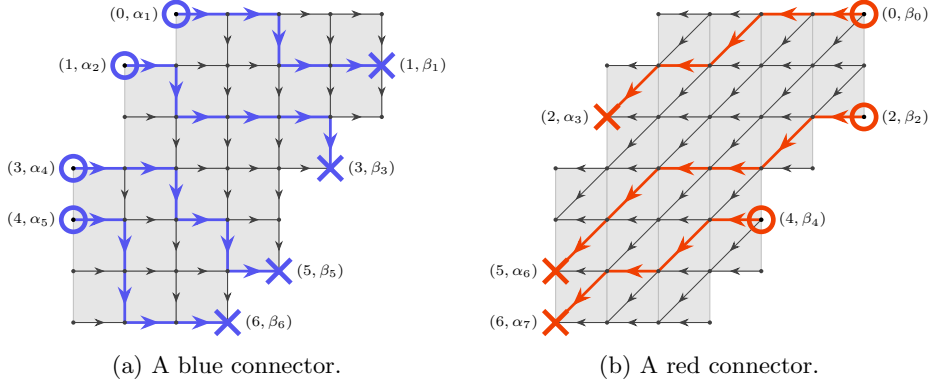 (0, α₁)
(1, α₂)
(1, β₁)
(3, β₃)
(3, α₄)
(4, α₅)
(5, β₅)
(6, β₆)
(a) A blue connector.
(0, β₀)
(2, α₃)
(2, β₂)
(4, β₄)
(5, α₆)
(6, α₇)
(b) A red connector.